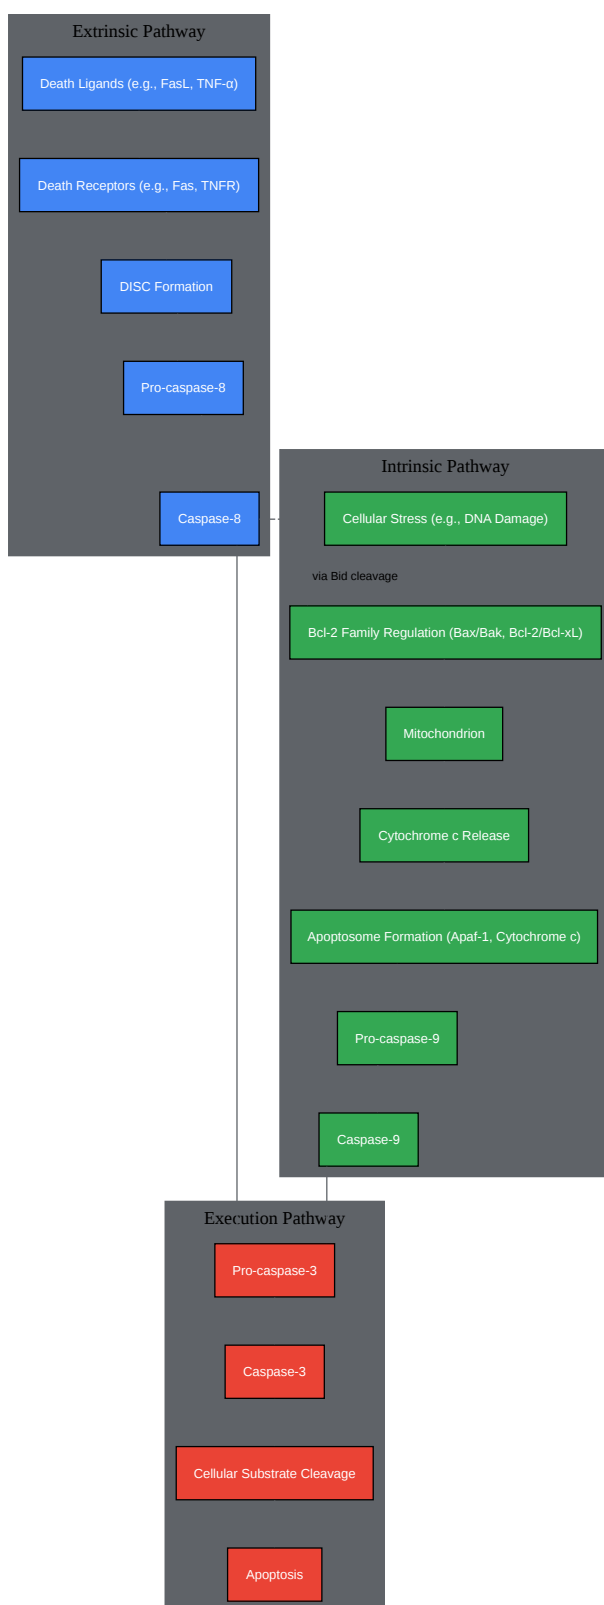 Extrinsic Pathway
Death Ligands (e.g., FasL, TNF-α)
Death Receptors (e.g., Fas, TNFR)
DISC Formation
Pro-caspase-8
Caspase-8
Intrinsic Pathway
Cellular Stress (e.g., DNA Damage)
via Bid cleavage
Bcl-2 Family Regulation (Bax/Bak, Bcl-2/Bcl-xL)
Mitochondrion
Cytochrome c Release
Apoptosome Formation (Apaf-1, Cytochrome c)
Pro-caspase-9
Caspase-9
Execution Pathway
Pro-caspase-3
Caspase-3
Cellular Substrate Cleavage
Apoptosis